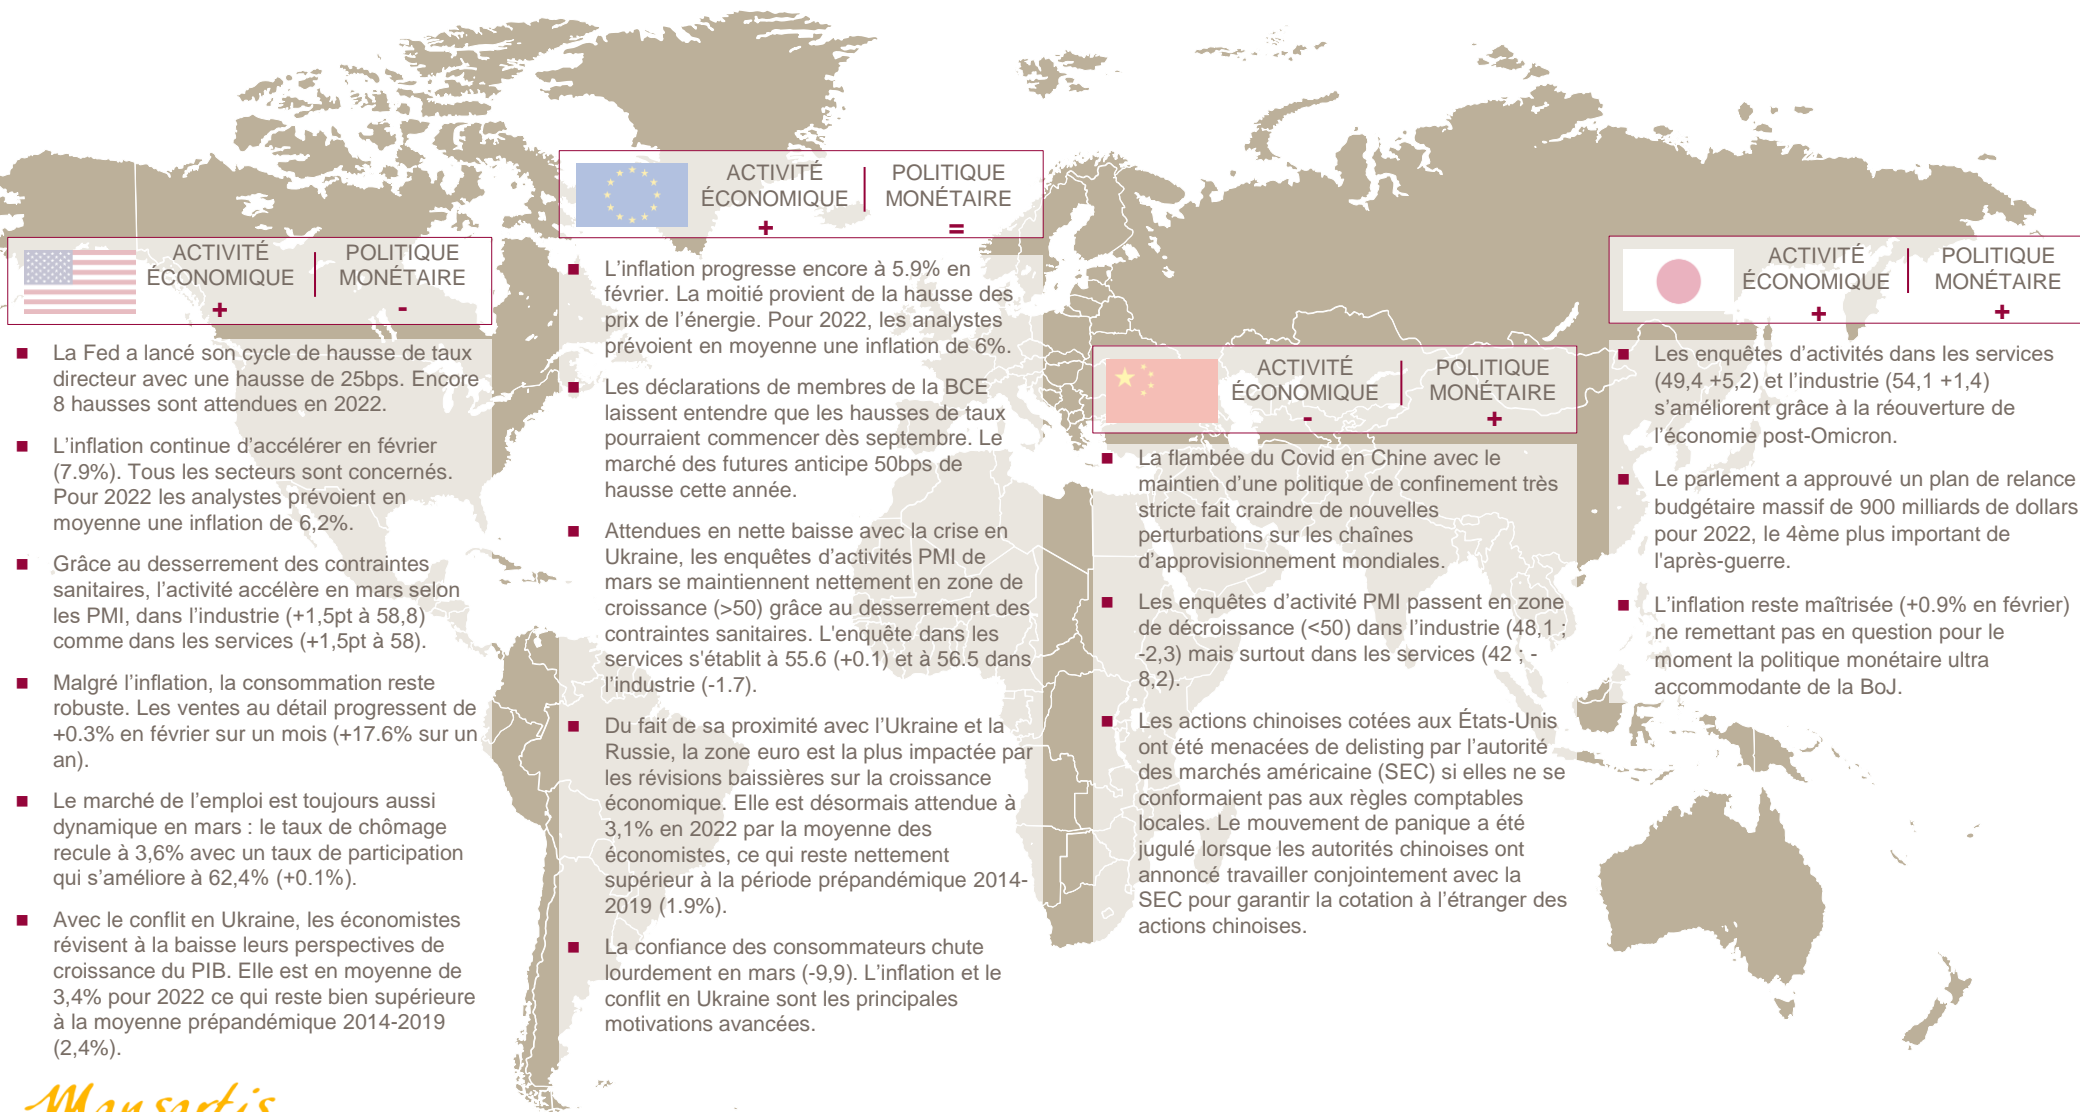 ACTIVITÉ
ÉCONOMIQUE
+
POLITIQUE
MONÉTAIRE
-
La Fed a lancé son cycle de hausse de taux
directeur avec une hausse de 25bps. Encore
8 hausses sont attendues en 2022.
L’inflation continue d’accélérer en février
(7.9%). Tous les secteurs sont concernés.
Pour 2022 les analystes prévoient en
moyenne une inflation de 6,2%.
Grâce au desserrement des contraintes
sanitaires, l’activité accélère en mars selon
les PMI, dans l’industrie (+1,5pt à 58,8)
comme dans les services (+1,5pt à 58).
Malgré l’inflation, la consommation reste
robuste. Les ventes au détail progressent de
+0.3% en février sur un mois (+17.6% sur un
an).
Le marché de l’emploi est toujours aussi
dynamique en mars : le taux de chômage
recule à 3,6% avec un taux de participation
qui s’améliore à 62,4% (+0.1%).
Avec le conflit en Ukraine, les économistes
révisent à la baisse leurs perspectives de
croissance du PIB. Elle est en moyenne de
3,4% pour 2022 ce qui reste bien supérieure
à la moyenne prépandémique 2014-2019
(2,4%).
Mansartis
ACTIVITÉ
ÉCONOMIQUE
+
POLITIQUE
MONÉTAIRE
=
L’inflation progresse encore à 5.9% en
février. La moitié provient de la hausse des
prix de l’énergie. Pour 2022, les analystes
prévoient en moyenne une inflation de 6%.
Les déclarations de membres de la BCE
laissent entendre que les hausses de taux
pourraient commencer dès septembre. Le
marché des futures anticipe 50bps de
hausse cette année.
Attendues en nette baisse avec la crise en
Ukraine, les enquêtes d’activités PMI de
mars se maintiennent nettement en zone de
croissance (>50) grâce au desserrement des
contraintes sanitaires. L'enquête dans les
services s'établit à 55.6 (+0.1) et à 56.5 dans
l’industrie (-1.7).
Du fait de sa proximité avec l’Ukraine et la
Russie, la zone euro est la plus impactée par
les révisions baissières sur la croissance
économique. Elle est désormais attendue à
3,1% en 2022 par la moyenne des
économistes, ce qui reste nettement
supérieur à la période prépandémique 2014-
2019 (1.9%).
La confiance des consommateurs chute
lourdement en mars (-9,9). L’inflation et le
conflit en Ukraine sont les principales
motivations avancées.
ACTIVITÉ
ÉCONOMIQUE
-
POLITIQUE
MONÉTAIRE
+
La flambée du Covid en Chine avec le
maintien d’une politique de confinement très
stricte fait craindre de nouvelles
perturbations sur les chaînes
d’approvisionnement mondiales.
Les enquêtes d’activité PMI passent en zone
de décroissance (<50) dans l’industrie (48,1 ;
-2,3) mais surtout dans les services (42 ; -
8,2).
Les actions chinoises cotées aux États-Unis
ont été menacées de delisting par l’autorité
des marchés américaine (SEC) si elles ne se
conformaient pas aux règles comptables
locales. Le mouvement de panique a été
jugulé lorsque les autorités chinoises ont
annoncé travailler conjointement avec la
SEC pour garantir la cotation à l’étranger des
actions chinoises.
ACTIVITÉ
ÉCONOMIQUE
+
POLITIQUE
MONÉTAIRE
+
Les enquêtes d’activités dans les services
(49,4 +5,2) et l’industrie (54,1 +1,4)
s’améliorent grâce à la réouverture de
l’économie post-Omicron.
Le parlement a approuvé un plan de relance
budgétaire massif de 900 milliards de dollars
pour 2022, le 4ème plus important de
l’après-guerre.
L’inflation reste maîtrisée (+0.9% en février)
ne remettant pas en question pour le
moment la politique monétaire ultra
accommodante de la BoJ.